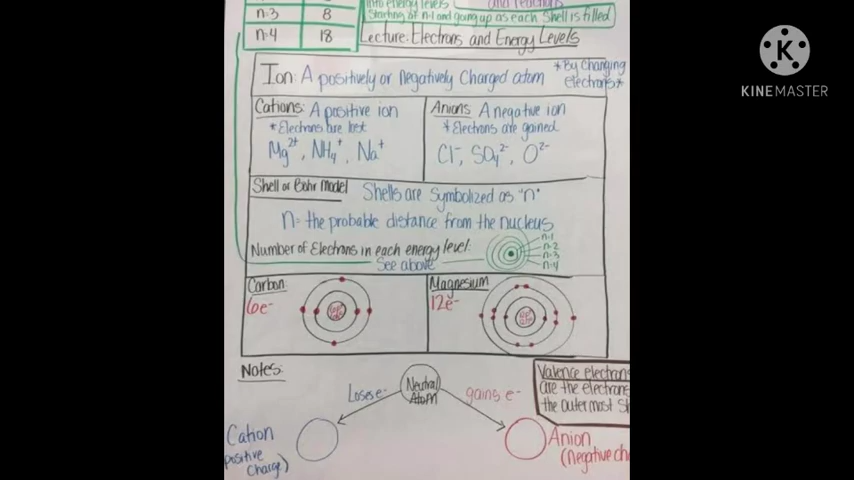 into energy levels and reactions
n=3 8
Starting at n=1 and going up as each Shell is filled
n=4 18
Lecture: Electrons and Energy Levels
Ion: A positively or Negatively Charged atom
*By changing
electrons*
Cations: A positive ion
*Electrons are lost
Mg2+, NH4+, Na+
Anions A negative ion
*Electrons are gained
Cl-, SO42-, O2-
Shell or Bohr Model Shells are symbolized as "n"
n= the probable distance from the nucleus
Number of Electrons in each energy level:
See above
n=1
n=2
n=3
n=4
Carbon
6e-
Magnesium
12e-
Notes:
Neutral
Atom
Loses e-
gains e-
Valence electrons
are the electrons
the outermost Sh
Cation
positive
Charge)
Anion
(Negative ch
KINEMASTER